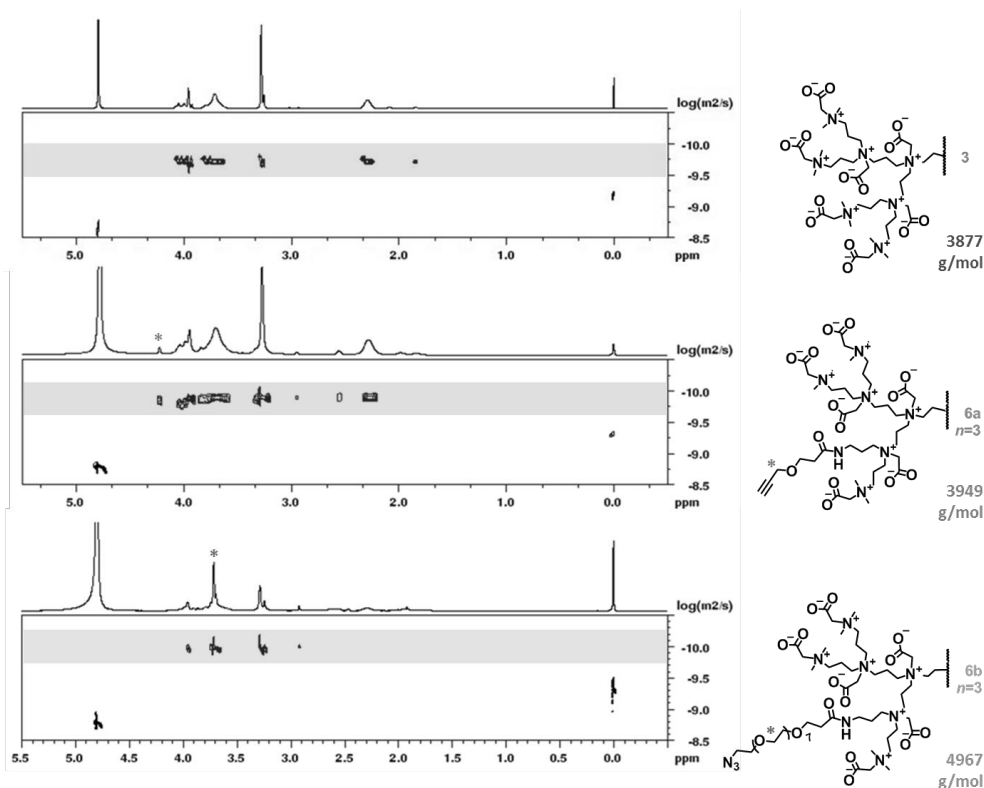 log(m2/s)
-10.0
-9.5
-9.0
-8.5
5.0 4.0 3.0 2.0 1.0 0.0 ppm
O⁻ O N⁺ O⁻ O
O⁻ O N⁺ N⁺ N⁺ 3
O⁻ O
O⁻ O N⁺ N⁺ O⁻ O
O⁻ O N⁺
3877
g/mol
*
log(m2/s)
-10.0
-9.5
-9.0
-8.5
5.0 4.0 3.0 2.0 1.0 0.0 ppm
O⁻ O N⁺ O⁻ O
O⁻ O N⁺ N⁺ N⁺ 6a
n=3
O⁻ O
* O O N H N⁺ O⁻ O
O⁻ O N⁺
3949
g/mol
*
log(m2/s)
-10.0
-9.5
-9.0
-8.5
5.5 5.0 4.5 4.0 3.5 3.0 2.5 2.0 1.5 1.0 0.5 0.0 ppm
O⁻ O N⁺ O⁻ O
O⁻ O N⁺ N⁺ N⁺ 6b
n=3
O⁻ O
N₃ O * O 7 O N H N⁺ O⁻ O
O⁻ O N⁺
4967
g/mol